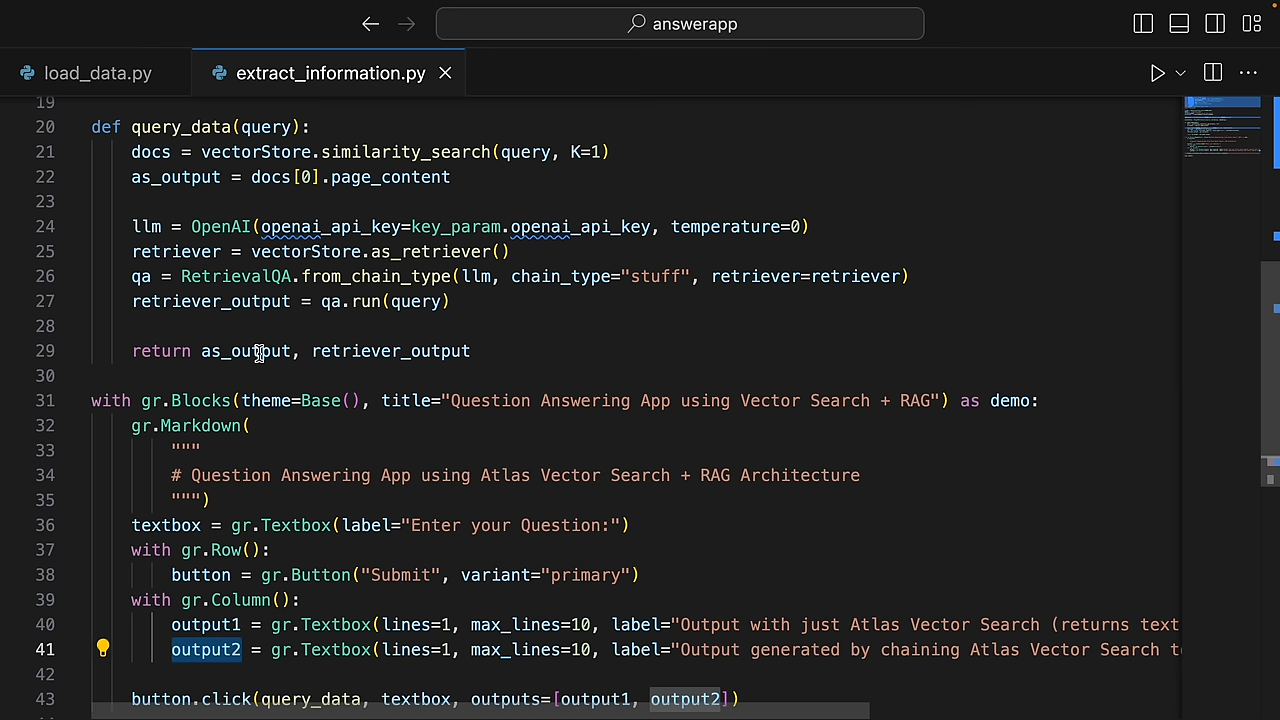 answerapp
load_data.py
extract_information.py
19
20 def query_data(query):
21 docs = vectorStore.similarity_search(query, K=1)
22 as_output = docs[0].page_content
23
24 llm = OpenAI(openai_api_key=key_param.openai_api_key, temperature=0)
25 retriever = vectorStore.as_retriever()
26 qa = RetrievalQA.from_chain_type(llm, chain_type="stuff", retriever=retriever)
27 retriever_output = qa.run(query)
28
29 return as_output, retriever_output
30
31 with gr.Blocks(theme=Base(), title="Question Answering App using Vector Search + RAG") as demo:
32 gr.Markdown(
33 """
34 # Question Answering App using Atlas Vector Search + RAG Architecture
35 """)
36 textbox = gr.Textbox(label="Enter your Question:")
37 with gr.Row():
38 button = gr.Button("Submit", variant="primary")
39 with gr.Column():
40 output1 = gr.Textbox(lines=1, max_lines=10, label="Output with just Atlas Vector Search (returns text
41 output2 = gr.Textbox(lines=1, max_lines=10, label="Output generated by chaining Atlas Vector Search
42
43 button.click(query_data, textbox, outputs=[output1, output2])